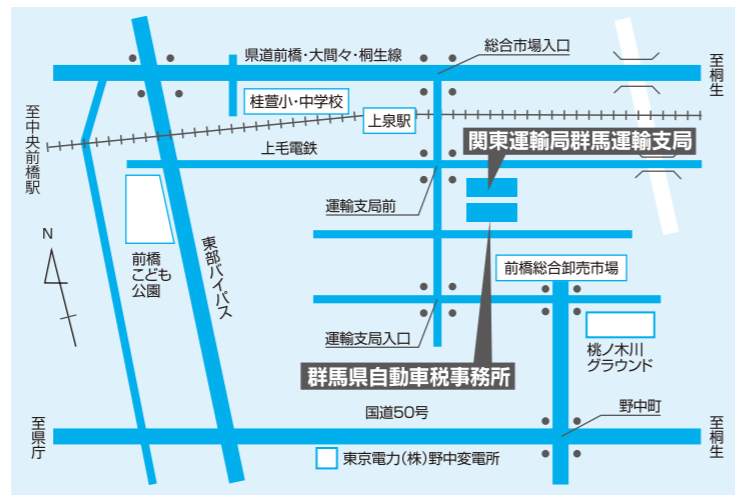 県道前橋・大間々・桐生線
総合市場入口
至桐生
桂萱小・中学校
上泉駅
至中央前橋駅
上毛電鉄
関東運輸局群馬運輸支局
運輸支局前
N
前橋
こども
公園
東部バイパス
前橋総合卸売市場
運輸支局入口
桃ノ木川
グラウンド
群馬県自動車税事務所
国道50号
野中町
至県庁
至桐生
東京電力(株)野中変電所